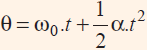 θ = ω₀.t + 1/2 α.t²